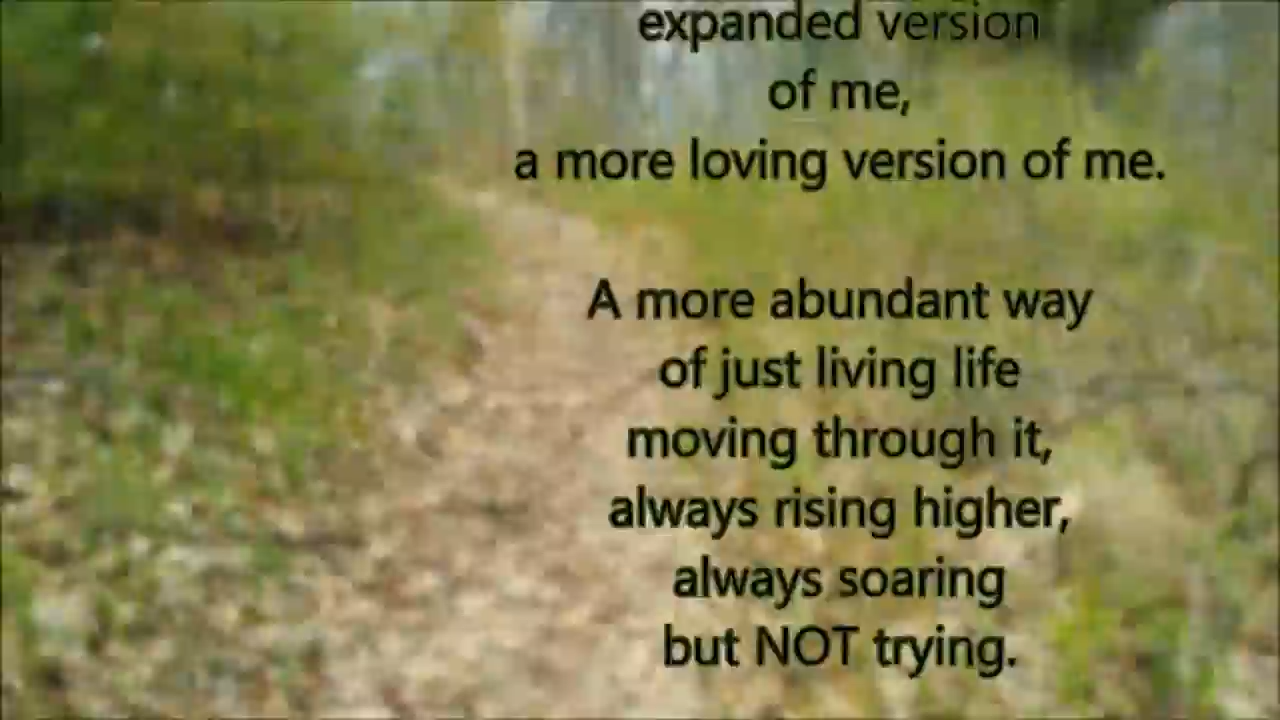 expanded version
of me,
a more loving version of me.
A more abundant way
of just living life
moving through it,
always rising higher,
always soaring
but NOT trying.